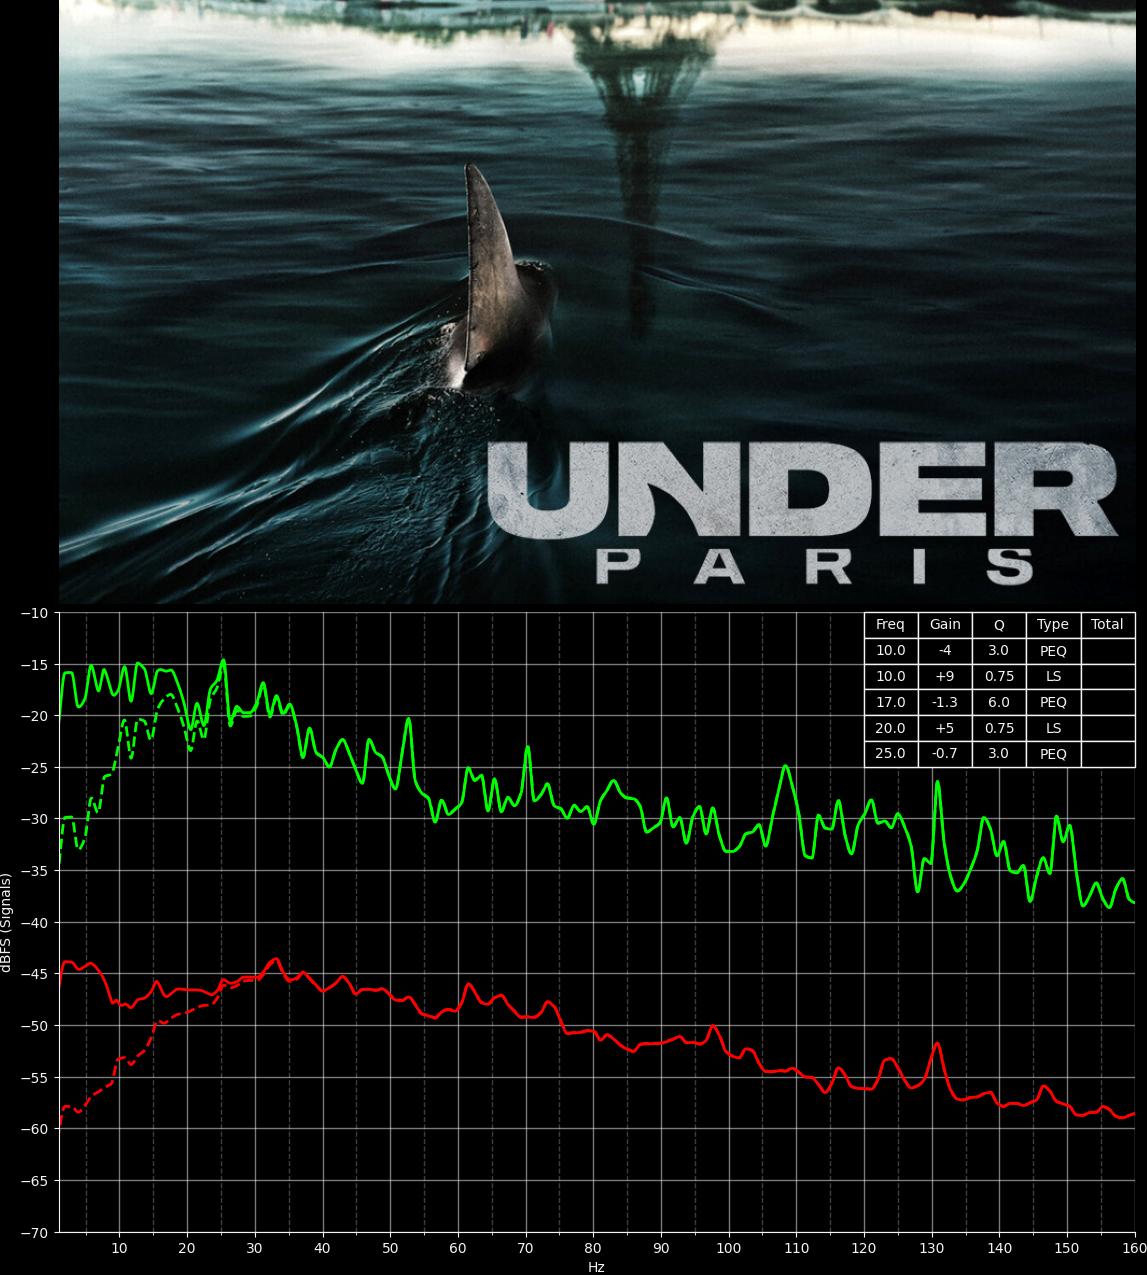 UNDER
PARIS
Freq Gain Q Type Total
10.0 -4 3.0 PEQ
10.0 +9 0.75 LS
17.0 -1.3 6.0 PEQ
20.0 +5 0.75 LS
25.0 -0.7 3.0 PEQ
−10
−15
−20
−25
−30
−35
−40
−45
−50
−55
−60
−65
−70
dBFS (Signals)
10 20 30 40 50 60 70 80 90 100 110 120 130 140 150 160
Hz